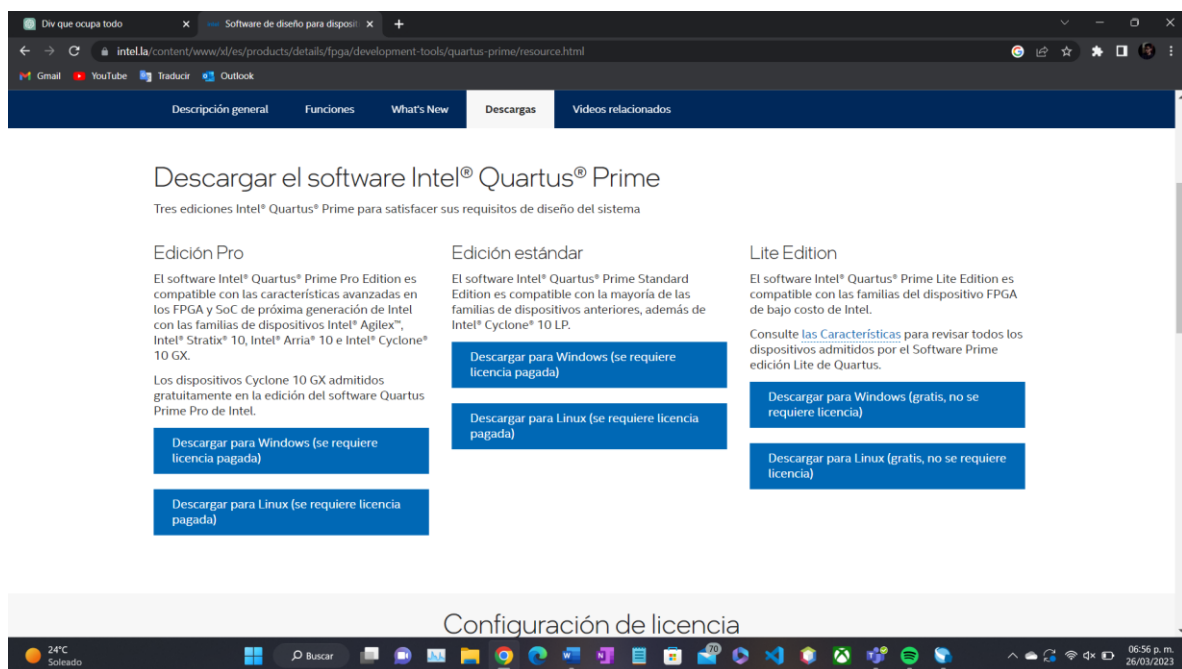 Div que ocupa todo
Software de diseño para disposit
intel.la/content/www/xl/es/products/details/fpga/development-tools/quartus-prime/resource.html
Gmail
YouTube
Traducir
Outlook
Descripción general
Funciones
What's New
Descargas
Videos relacionados
Descargar el software Intel® Quartus® Prime
Tres ediciones Intel® Quartus® Prime para satisfacer sus requisitos de diseño del sistema
Edición Pro
El software Intel® Quartus® Prime Pro Edition es
compatible con las características avanzadas en
los FPGA y SoC de próxima generación de Intel
con las familias de dispositivos Intel® Agilex™,
Intel® Stratix® 10, Intel® Arria® 10 e Intel® Cyclone®
10 GX.
Los dispositivos Cyclone 10 GX admitidos
gratuitamente en la edición del software Quartus
Prime Pro de Intel.
Descargar para Windows (se requiere
licencia pagada)
Descargar para Linux (se requiere licencia
pagada)
Edición estándar
El software Intel® Quartus® Prime Standard
Edition es compatible con la mayoría de las
familias de dispositivos anteriores, además de
Intel® Cyclone® 10 LP.
Descargar para Windows (se requiere
licencia pagada)
Descargar para Linux (se requiere licencia
pagada)
Lite Edition
El software Intel® Quartus® Prime Lite Edition es
compatible con las familias del dispositivo FPGA
de bajo costo de Intel.
Consulte las Características para revisar todos los
dispositivos admitidos por el Software Prime
edición Lite de Quartus.
Descargar para Windows (gratis, no se
requiere licencia)
Descargar para Linux (gratis, no se requiere
licencia)
Configuración de licencia
24°C
Soleado
Buscar
70
06:56 p. m.
26/03/2023